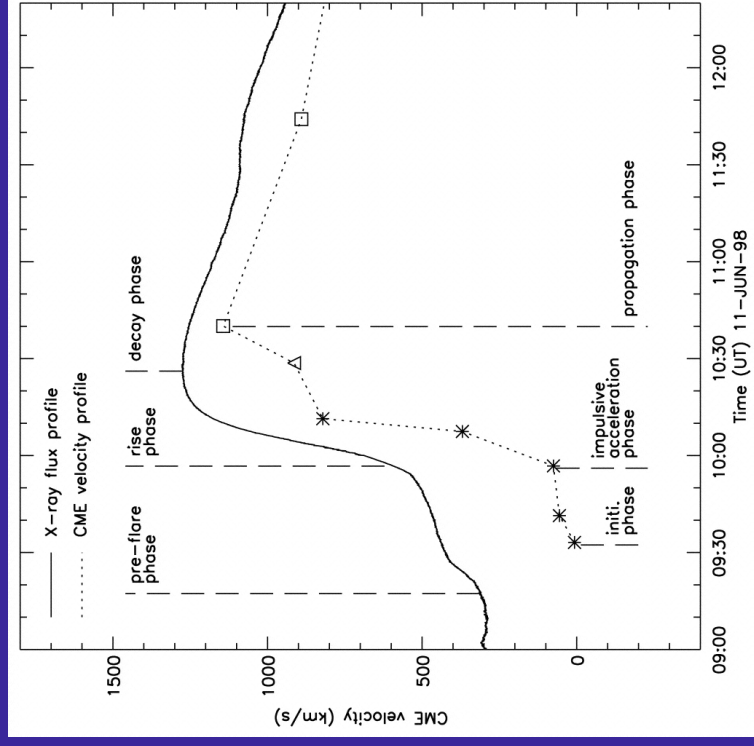 X-ray flux profile
CME velocity profile
pre-flare
phase
rise
phase
decay phase
initi.
phase
impulsive
acceleration
phase
propagation phase
1500
1000
500
0
CME velocity (km/s)
09:00
09:30
10:00
10:30
11:00
11:30
12:00
Time (UT) 11-JUN-98